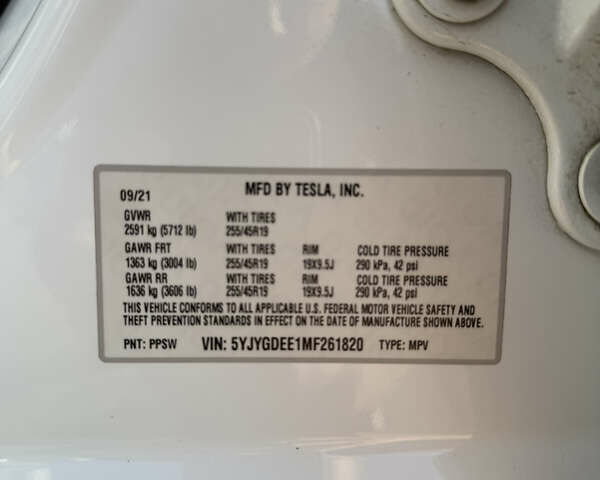 09/21 MFD BY TESLA, INC.
GVWR WITH TIRES
2591 kg (5712 lb) 255/45R19
GAWR FRT WITH TIRES RIM COLD TIRE PRESSURE
1363 kg (3004 lb) 255/45R19 19X9.5J 290 kPa, 42 psi
GAWR RR WITH TIRES RIM COLD TIRE PRESSURE
1636 kg (3606 lb) 255/45R19 19X9.5J 290 kPa, 42 psi
THIS VEHICLE CONFORMS TO ALL APPLICABLE U.S. FEDERAL MOTOR VEHICLE SAFETY AND
THEFT PREVENTION STANDARDS IN EFFECT ON THE DATE OF MANUFACTURE SHOWN ABOVE.
PNT: PPSW VIN: 5YJYGDEE1MF261820 TYPE: MPV